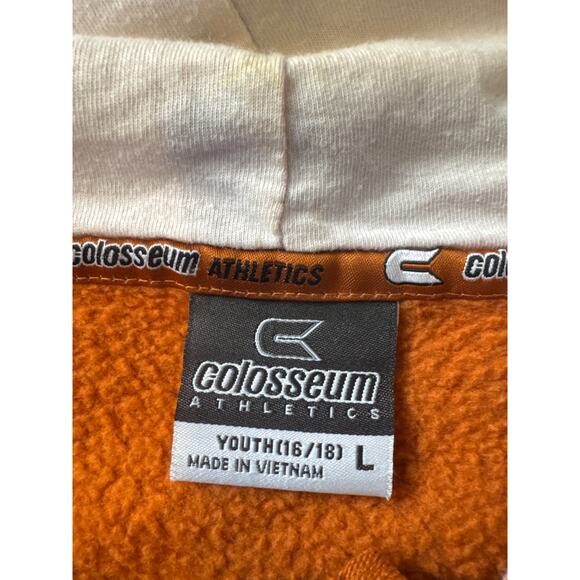 colosseum ATHLETICS
colosseum
ATHLETICS
YOUTH(16/18) L
MADE IN VIETNAM